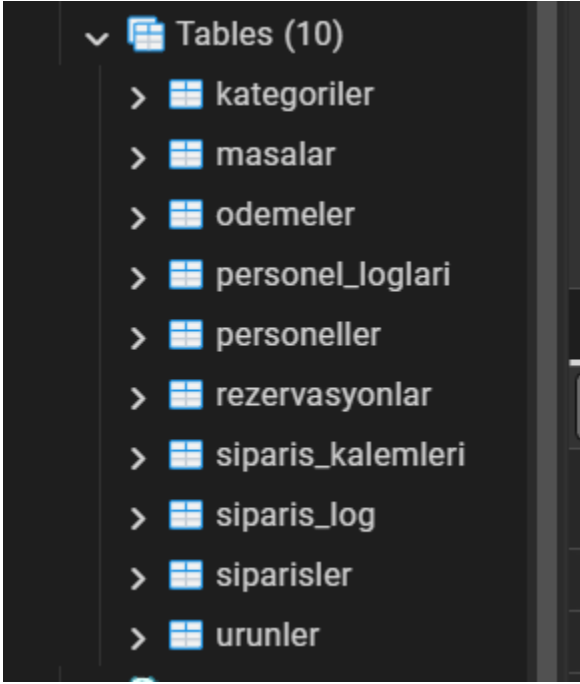 Tables (10)
kategoriler
masalar
odemeler
personel_loglari
personeller
rezervasyonlar
siparis_kalemleri
siparis_log
siparisler
urunler